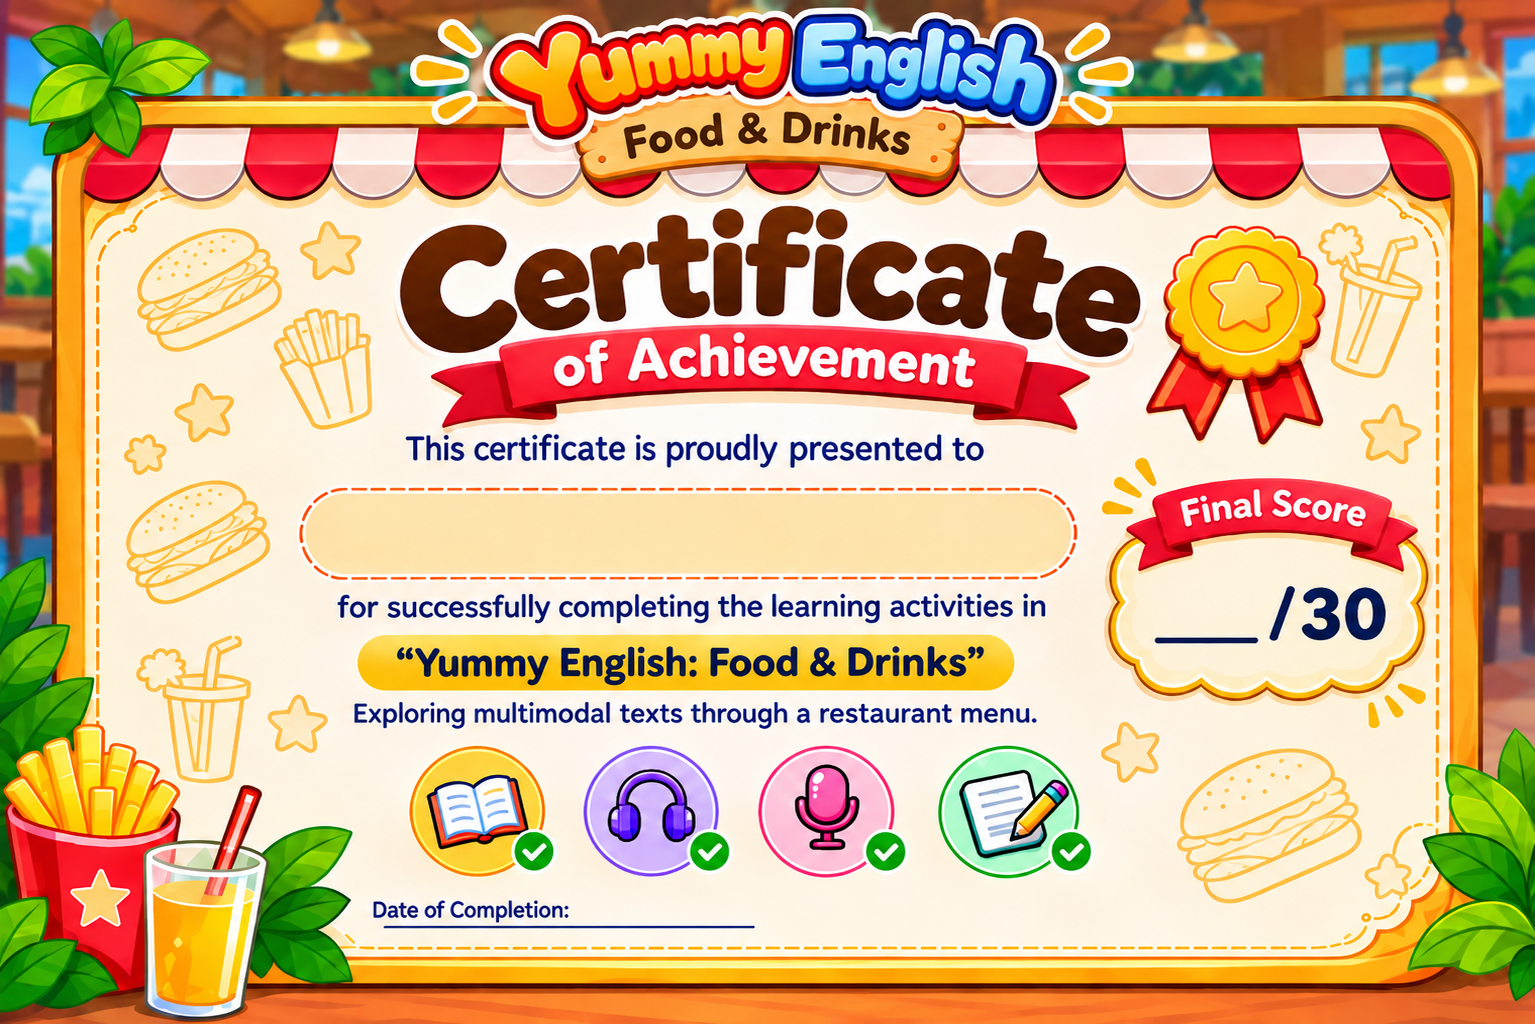 Yummy English
Food & Drinks
Certificate
of Achievement
This certificate is proudly presented to
Final Score
___/30
for successfully completing the learning activities in
“Yummy English: Food & Drinks”
Exploring multimodal texts through a restaurant menu.
Date of Completion: